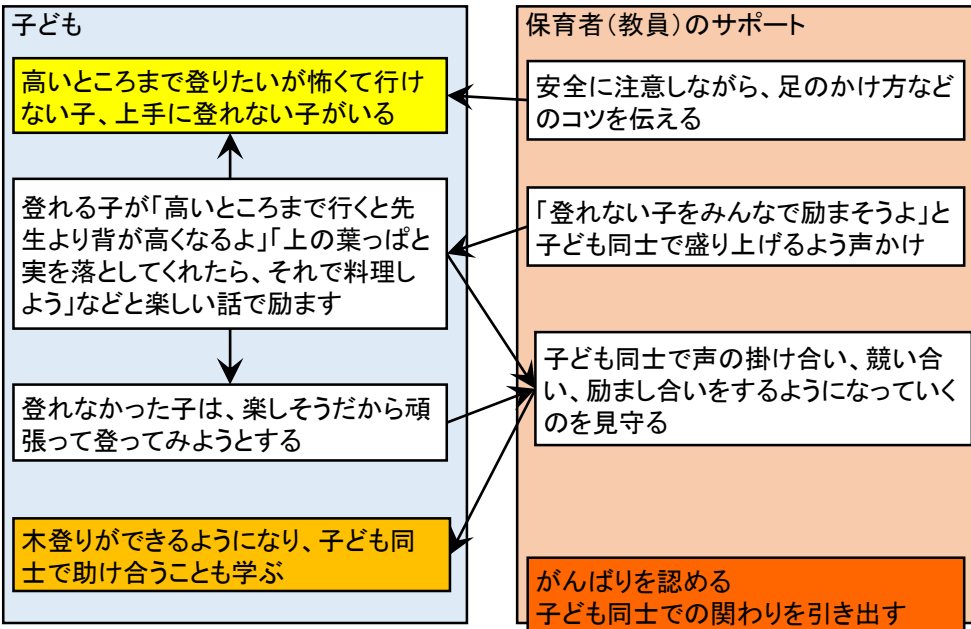 子ども
高いところまで登りたいが怖くて行け
ない子、上手に登れない子がいる
登れる子が「高いところまで行くと先
生より背が高くなるよ」「上の葉っぱと
実を落としてくれたら、それで料理し
よう」などと楽しい話で励ます
登れなかった子は、楽しそうだから頑
張って登ってみようとする
木登りができるようになり、子ども同
士で助け合うことも学ぶ
保育者(教員)のサポート
安全に注意しながら、足のかけ方など
のコツを伝える
「登れない子をみんなで励まそうよ」と
子ども同士で盛り上げるよう声かけ
子ども同士で声の掛け合い、競い合
い、励まし合いをするようになっていく
のを見守る
がんばりを認める
子ども同士での関わりを引き出す